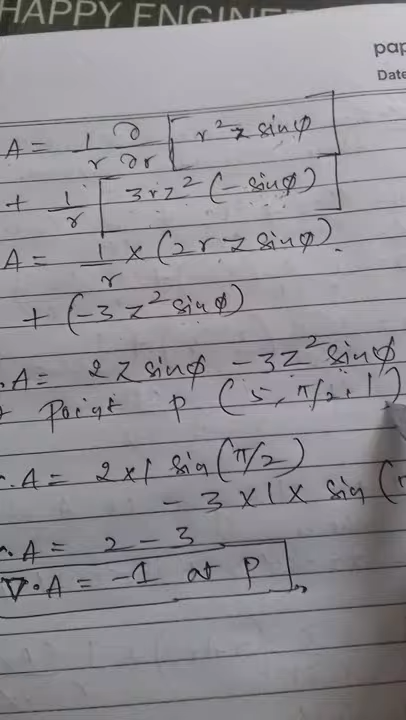 HAPPY ENGINE
pap
Date
A = 1/r ∂/∂r [r²z sinφ]
+ 1/r [3rz² (-sinφ)]
A = 1/r × (2rz sinφ).
+ (-3z² sinφ)
.A = 2z sinφ - 3z² sinφ
Point P (5, π/2, 1)
.A = 2×1 sin(π/2)
- 3×1× sin(π
.A = 2 - 3
∇·A = -1 at P